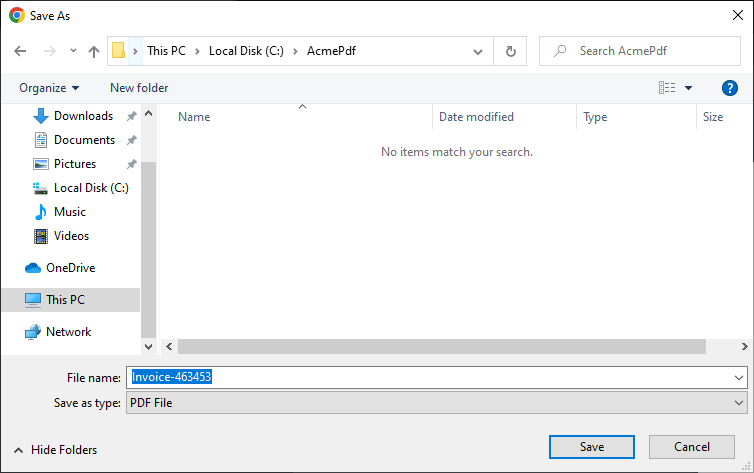 Save As
This PC > Local Disk (C:) > AcmePdf
Search AcmePdf
Organize
New folder
?
Name
Date modified
Type
Size
No items match your search.
Downloads
Documents
Pictures
Local Disk (C:)
Music
Videos
OneDrive
This PC
Network
File name: Invoice-463453
Save as type: PDF File
Hide Folders
Save
Cancel